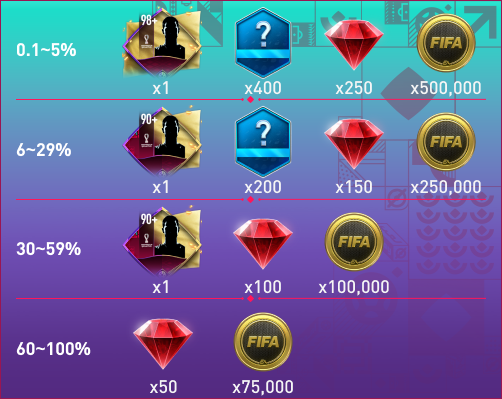 98+
0.1~5%
?
FIFA
x1
x400
x250
x500,000
90+
6~29%
?
FIFA
x1
x200
x150
x250,000
90+
30~59%
FIFA
x1
x100
x100,000
60~100%
FIFA
x50
x75,000